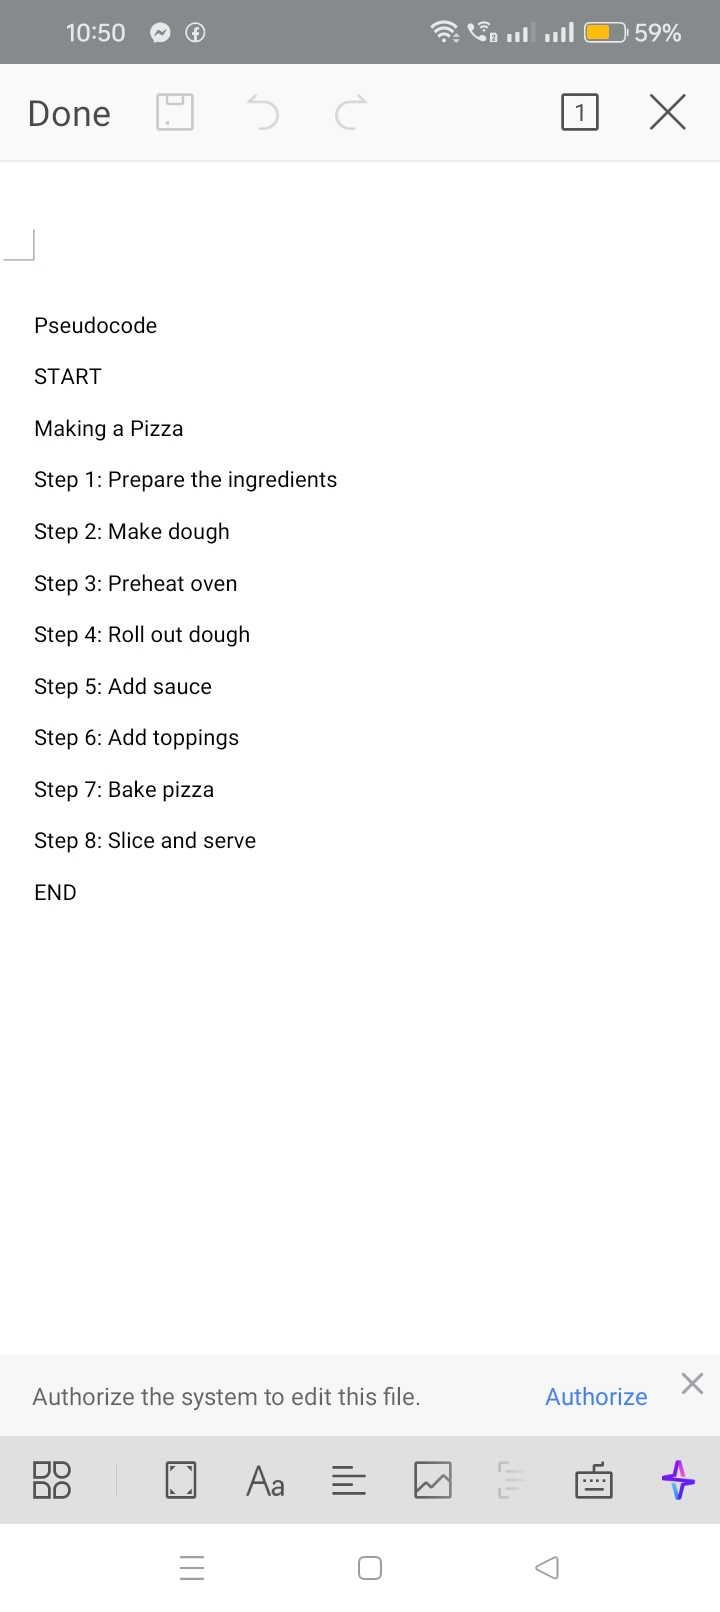 10:50
2
59%
Done
1
Pseudocode
START
Making a Pizza
Step 1: Prepare the ingredients
Step 2: Make dough
Step 3: Preheat oven
Step 4: Roll out dough
Step 5: Add sauce
Step 6: Add toppings
Step 7: Bake pizza
Step 8: Slice and serve
END
Authorize the system to edit this file.
Authorize
Aa